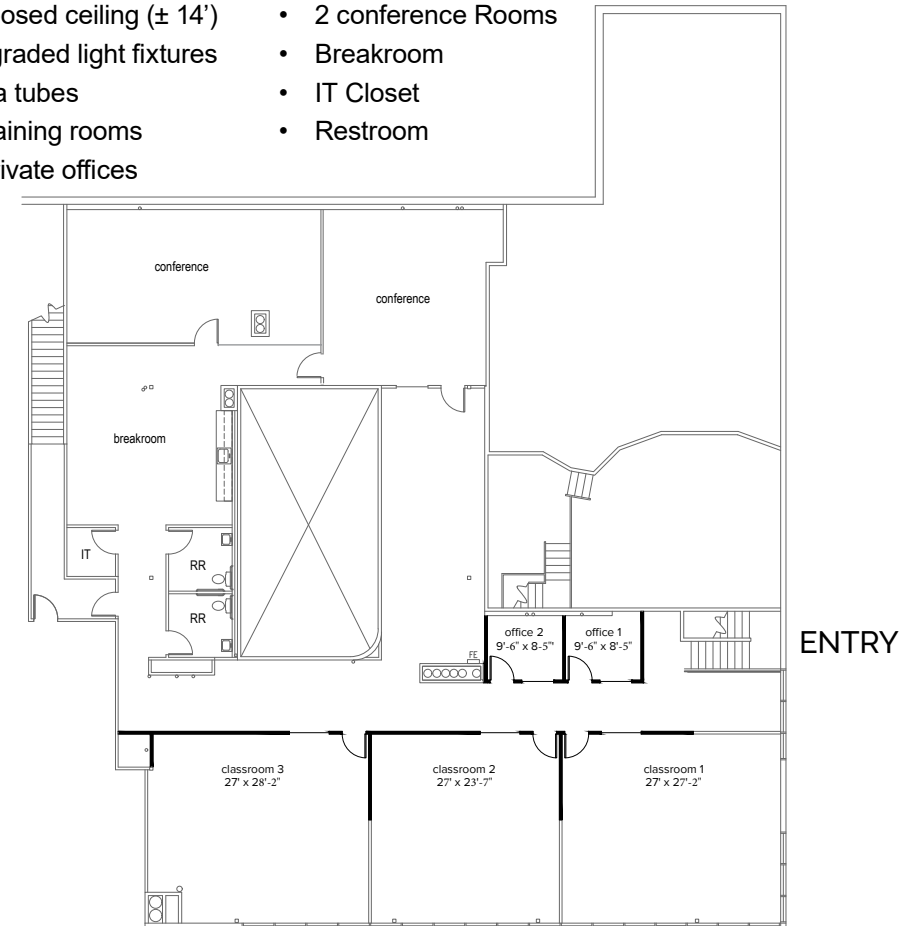 osed ceiling (± 14’)
graded light fixtures
a tubes
aining rooms
ivate offices
• 2 conference Rooms
• Breakroom
• IT Closet
• Restroom
conference
conference
breakroom
IT
RR
RR
FE
office 2
9'-6" x 8-5"'
office 1
9'-6" x 8'-5"
ENTRY
classroom 3
27' x 28'-2"
classroom 2
27' x 23'-7"
classroom 1
27' x 27'-2"